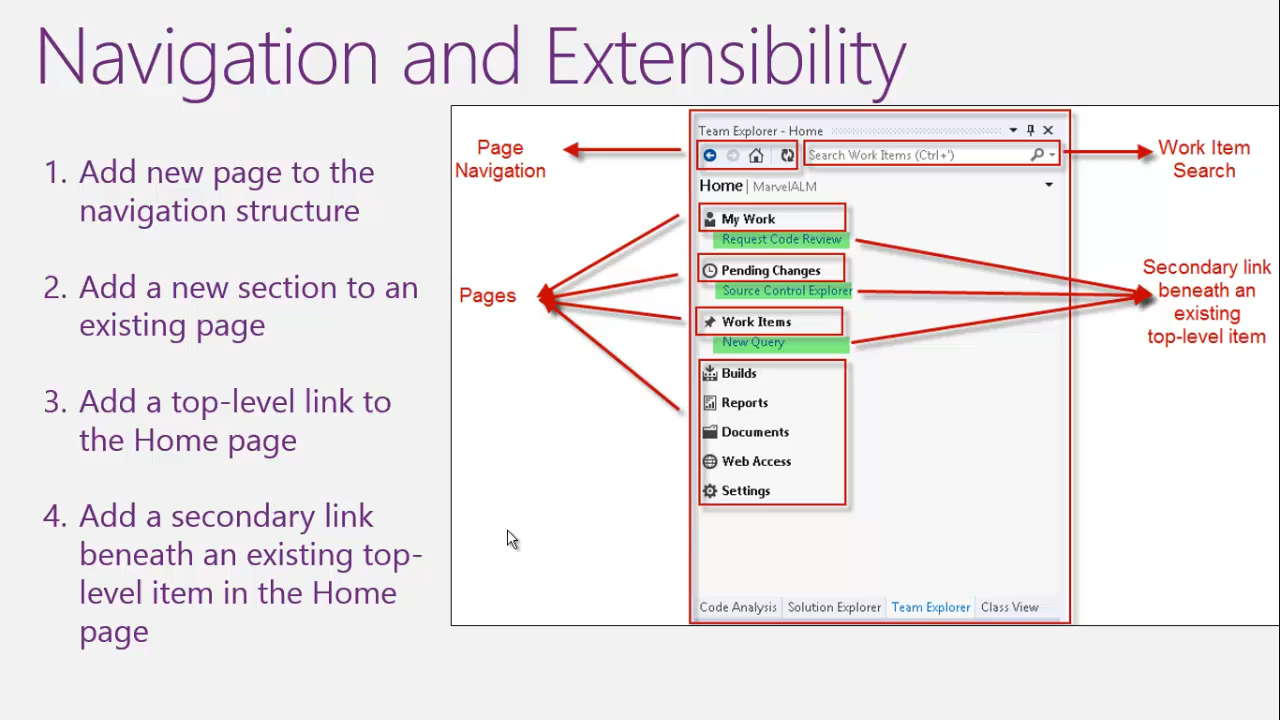 Navigation and Extensibility
1. Add new page to the
navigation structure
2. Add a new section to an
existing page
3. Add a top-level link to
the Home page
4. Add a secondary link
beneath an existing top-
level item in the Home
page
Page
Navigation
Pages
Team Explorer - Home
Search Work Items (Ctrl+')
Home | MarvelALM
My Work
Request Code Review
Pending Changes
Source Control Explorer
Work Items
New Query
Builds
Reports
Documents
Web Access
Settings
Code Analysis
Solution Explorer
Team Explorer
Class View
Work Item
Search
Secondary link
beneath an
existing
top-level item